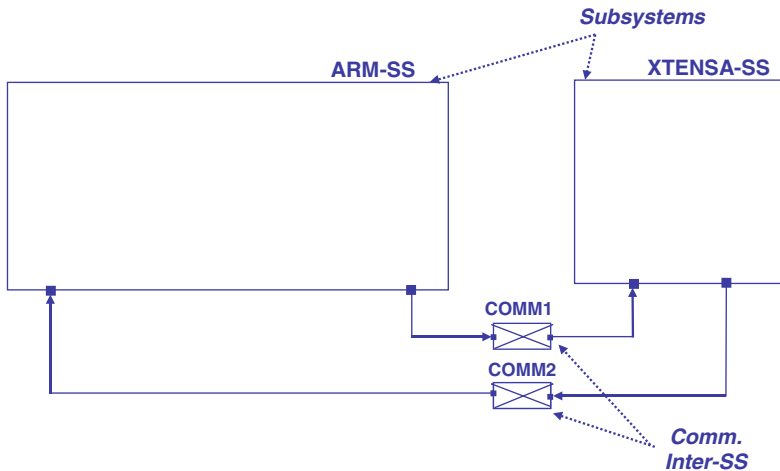 Subsystems
ARM-SS
XTENSA-SS
COMM1
COMM2
Comm.
Inter-SS